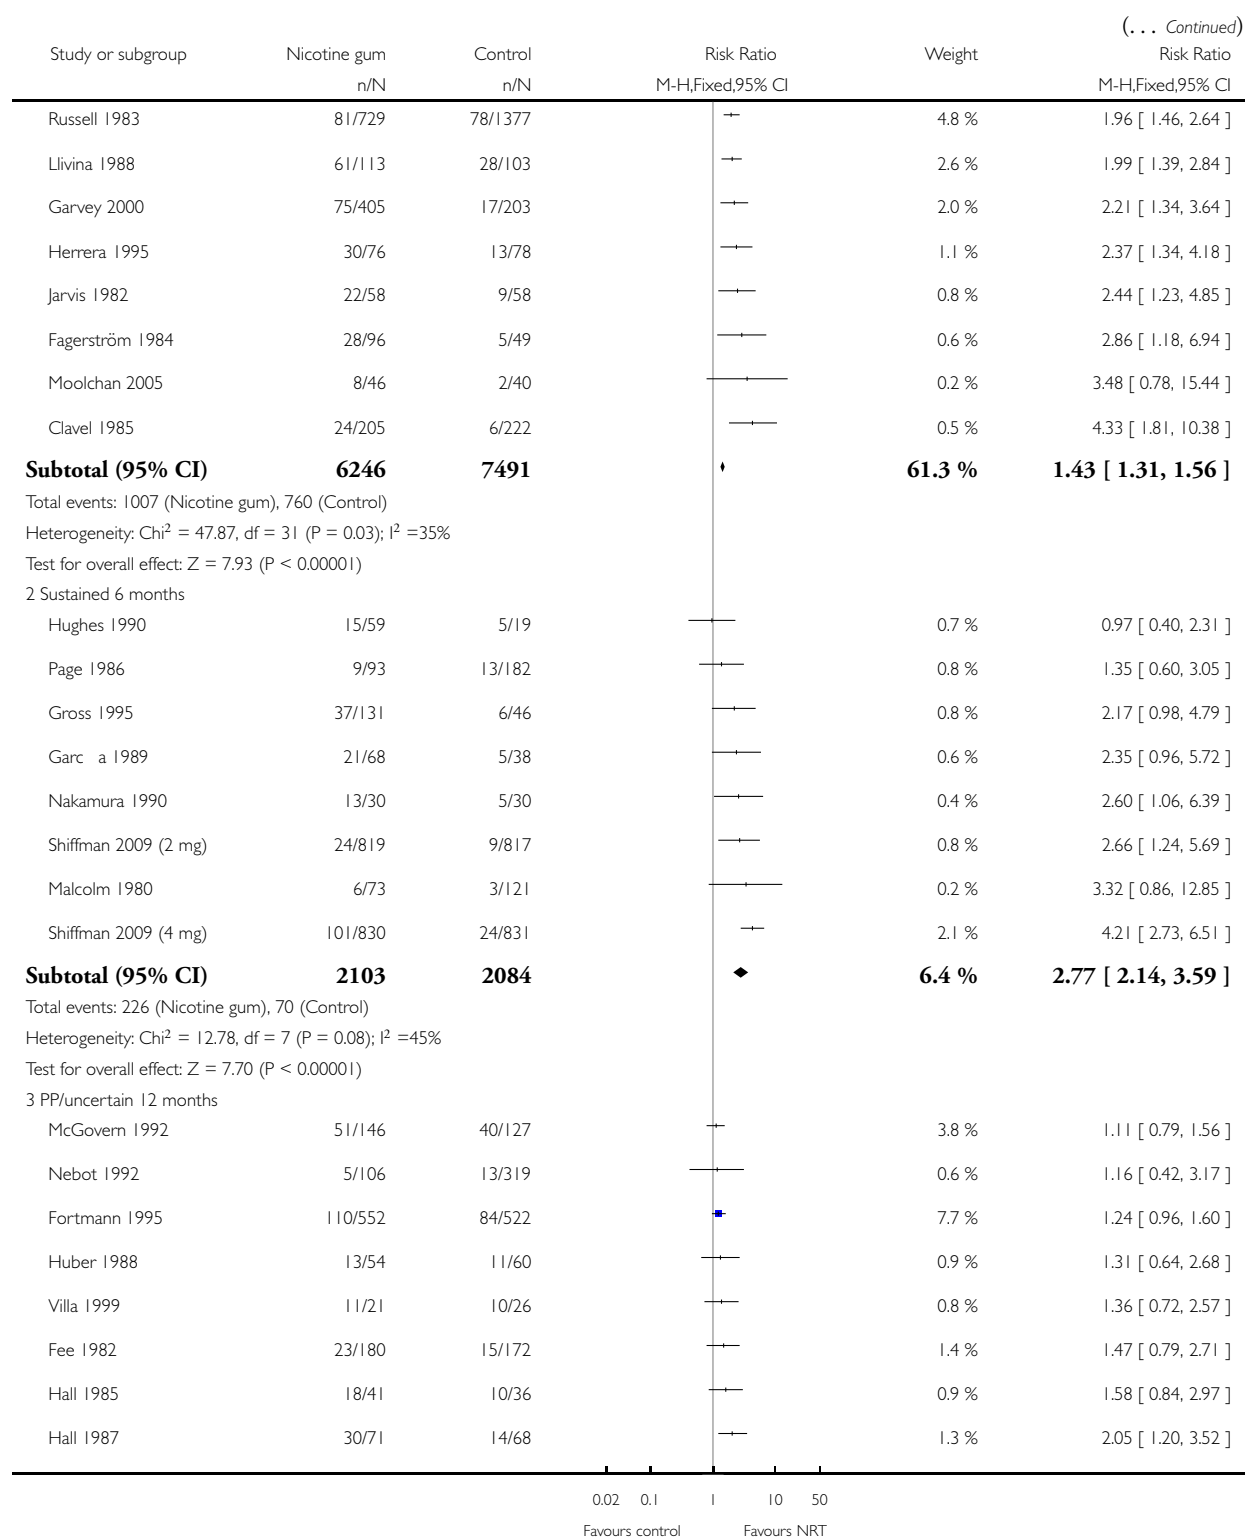 (... Continued)
Study or subgroup Nicotine gum Control Risk Ratio Weight Risk Ratio
n/N n/N M-H,Fixed,95% CI M-H,Fixed,95% CI
Russell 1983 81/729 78/1377 4.8 % 1.96 [ 1.46, 2.64 ]
Llivina 1988 61/113 28/103 2.6 % 1.99 [ 1.39, 2.84 ]
Garvey 2000 75/405 17/203 2.0 % 2.21 [ 1.34, 3.64 ]
Herrera 1995 30/76 13/78 1.1 % 2.37 [ 1.34, 4.18 ]
Jarvis 1982 22/58 9/58 0.8 % 2.44 [ 1.23, 4.85 ]
Fagerström 1984 28/96 5/49 0.6 % 2.86 [ 1.18, 6.94 ]
Moolchan 2005 8/46 2/40 0.2 % 3.48 [ 0.78, 15.44 ]
Clavel 1985 24/205 6/222 0.5 % 4.33 [ 1.81, 10.38 ]
Subtotal (95% CI) 6246 7491 61.3 % 1.43 [ 1.31, 1.56 ]
Total events: 1007 (Nicotine gum), 760 (Control)
Heterogeneity: Chi² = 47.87, df = 31 (P = 0.03); I² =35%
Test for overall effect: Z = 7.93 (P < 0.00001)
2 Sustained 6 months
Hughes 1990 15/59 5/19 0.7 % 0.97 [ 0.40, 2.31 ]
Page 1986 9/93 13/182 0.8 % 1.35 [ 0.60, 3.05 ]
Gross 1995 37/131 6/46 0.8 % 2.17 [ 0.98, 4.79 ]
Garc a 1989 21/68 5/38 0.6 % 2.35 [ 0.96, 5.72 ]
Nakamura 1990 13/30 5/30 0.4 % 2.60 [ 1.06, 6.39 ]
Shiffman 2009 (2 mg) 24/819 9/817 0.8 % 2.66 [ 1.24, 5.69 ]
Malcolm 1980 6/73 3/121 0.2 % 3.32 [ 0.86, 12.85 ]
Shiffman 2009 (4 mg) 101/830 24/831 2.1 % 4.21 [ 2.73, 6.51 ]
Subtotal (95% CI) 2103 2084 6.4 % 2.77 [ 2.14, 3.59 ]
Total events: 226 (Nicotine gum), 70 (Control)
Heterogeneity: Chi² = 12.78, df = 7 (P = 0.08); I² =45%
Test for overall effect: Z = 7.70 (P < 0.00001)
3 PP/uncertain 12 months
McGovern 1992 51/146 40/127 3.8 % 1.11 [ 0.79, 1.56 ]
Nebot 1992 5/106 13/319 0.6 % 1.16 [ 0.42, 3.17 ]
Fortmann 1995 110/552 84/522 7.7 % 1.24 [ 0.96, 1.60 ]
Huber 1988 13/54 11/60 0.9 % 1.31 [ 0.64, 2.68 ]
Villa 1999 11/21 10/26 0.8 % 1.36 [ 0.72, 2.57 ]
Fee 1982 23/180 15/172 1.4 % 1.47 [ 0.79, 2.71 ]
Hall 1985 18/41 10/36 0.9 % 1.58 [ 0.84, 2.97 ]
Hall 1987 30/71 14/68 1.3 % 2.05 [ 1.20, 3.52 ]
0.02 0.1 1 10 50
Favours control Favours NRT